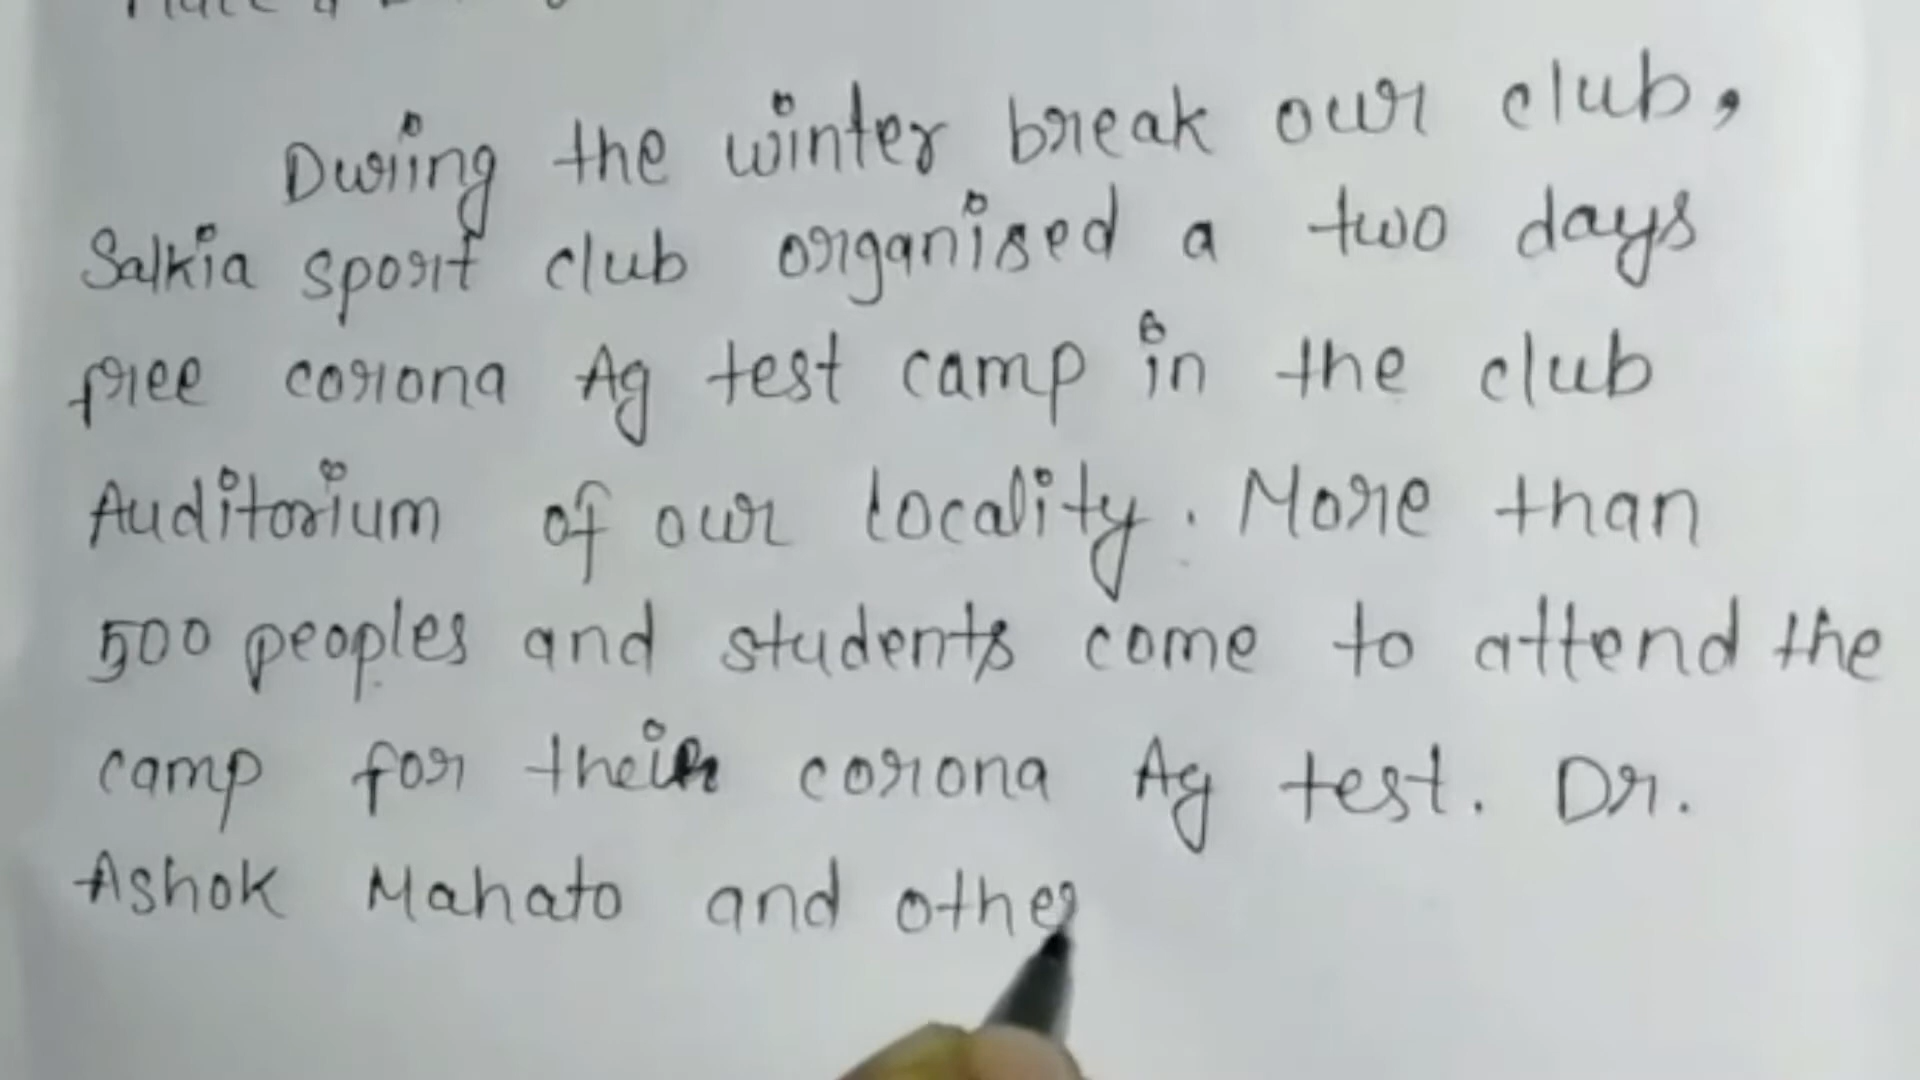 During the winter break our club,
Salkia sport club organised a two days
free corona Ag test camp in the club
Auditorium of our locality. More than
500 peoples and students come to attend the
camp for their corona Ag test. Dr.
Ashok Mahato and othe